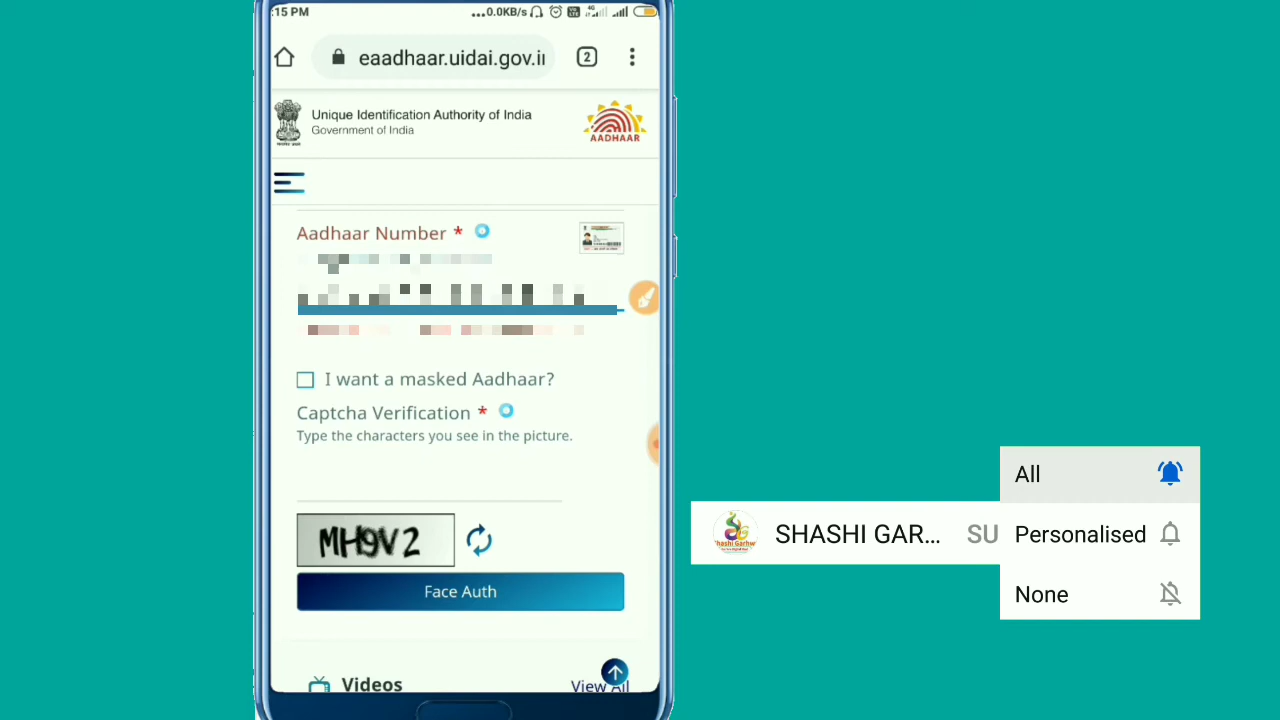 :15 PM
...0.0KB/s
4G
eaadhaar.uidai.gov.i
2
Unique Identification Authority of India
Government of India
AADHAAR
Aadhaar Number *
I want a masked Aadhaar?
Captcha Verification *
Type the characters you see in the picture.
MH9V2
Face Auth
Videos
View All
All
SHASHI GAR... SU
Personalised
None